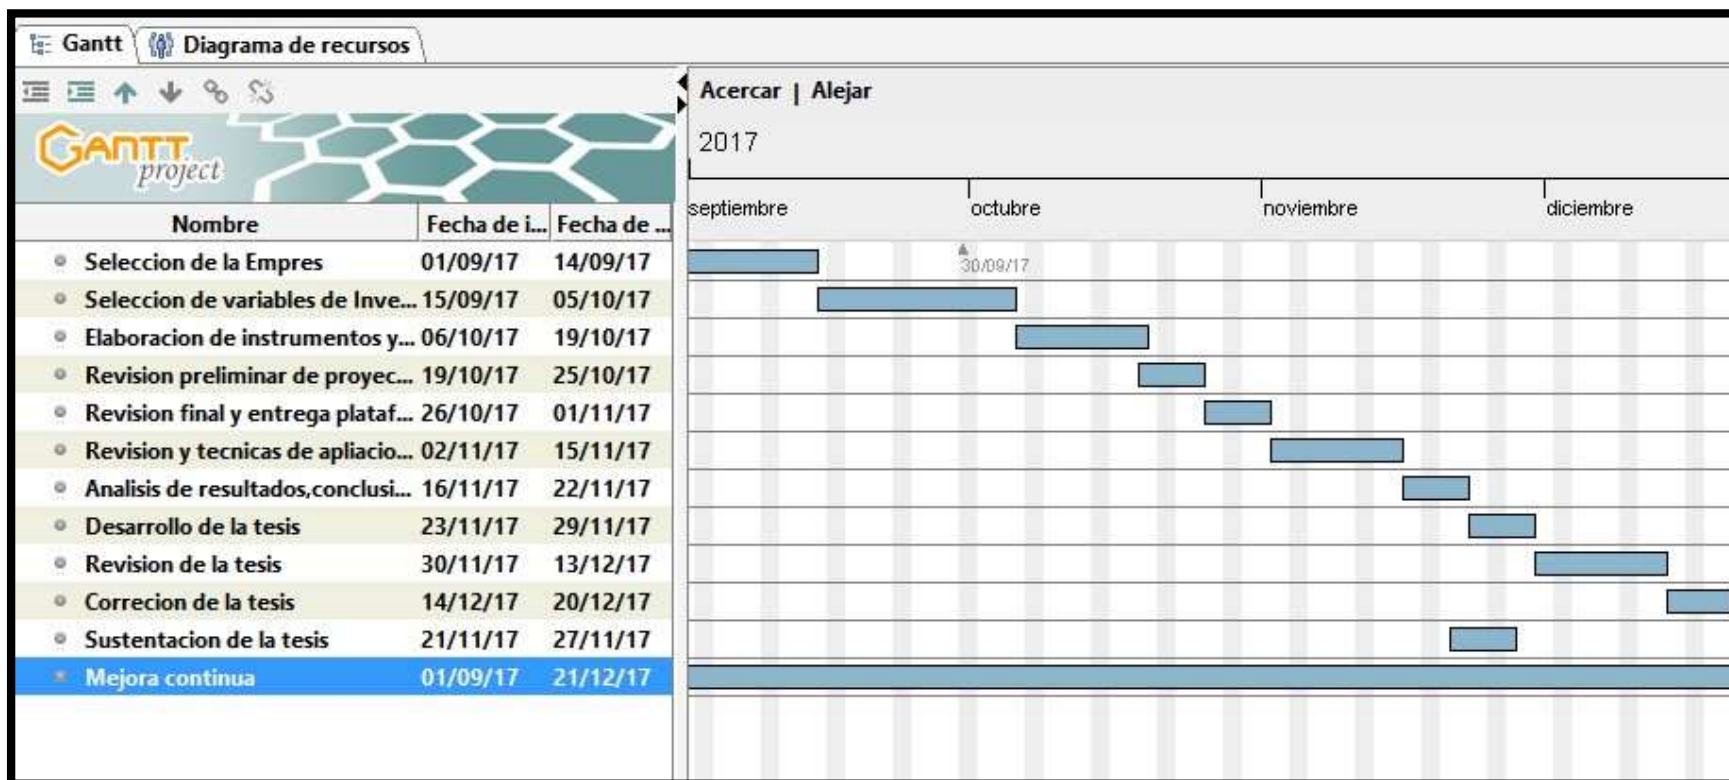 Gantt Diagrama de recursos
Acercar | Alejar
GANTT
project
2017
septiembre octubre noviembre diciembre
Nombre Fecha de i... Fecha de ...
Seleccion de la Empres 01/09/17 14/09/17
30/09/17
Seleccion de variables de Inve... 15/09/17 05/10/17
Elaboracion de instrumentos y... 06/10/17 19/10/17
Revision preliminar de proyec... 19/10/17 25/10/17
Revision final y entrega plataf... 26/10/17 01/11/17
Revision y tecnicas de apliacio... 02/11/17 15/11/17
Analisis de resultados,conclusi... 16/11/17 22/11/17
Desarrollo de la tesis 23/11/17 29/11/17
Revision de la tesis 30/11/17 13/12/17
Correcion de la tesis 14/12/17 20/12/17
Sustentacion de la tesis 21/11/17 27/11/17
Mejora continua 01/09/17 21/12/17